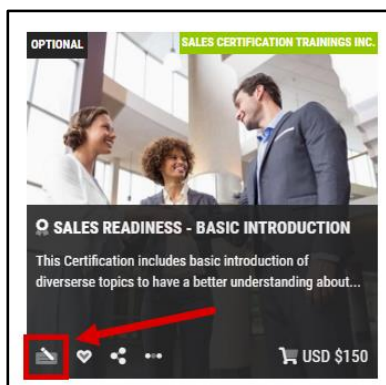 OPTIONAL
SALES CERTIFICATION TRAININGS INC.
SALES READINESS - BASIC INTRODUCTION
This Certification includes basic introduction of
diverserse topics to have a better understanding about...
USD $150